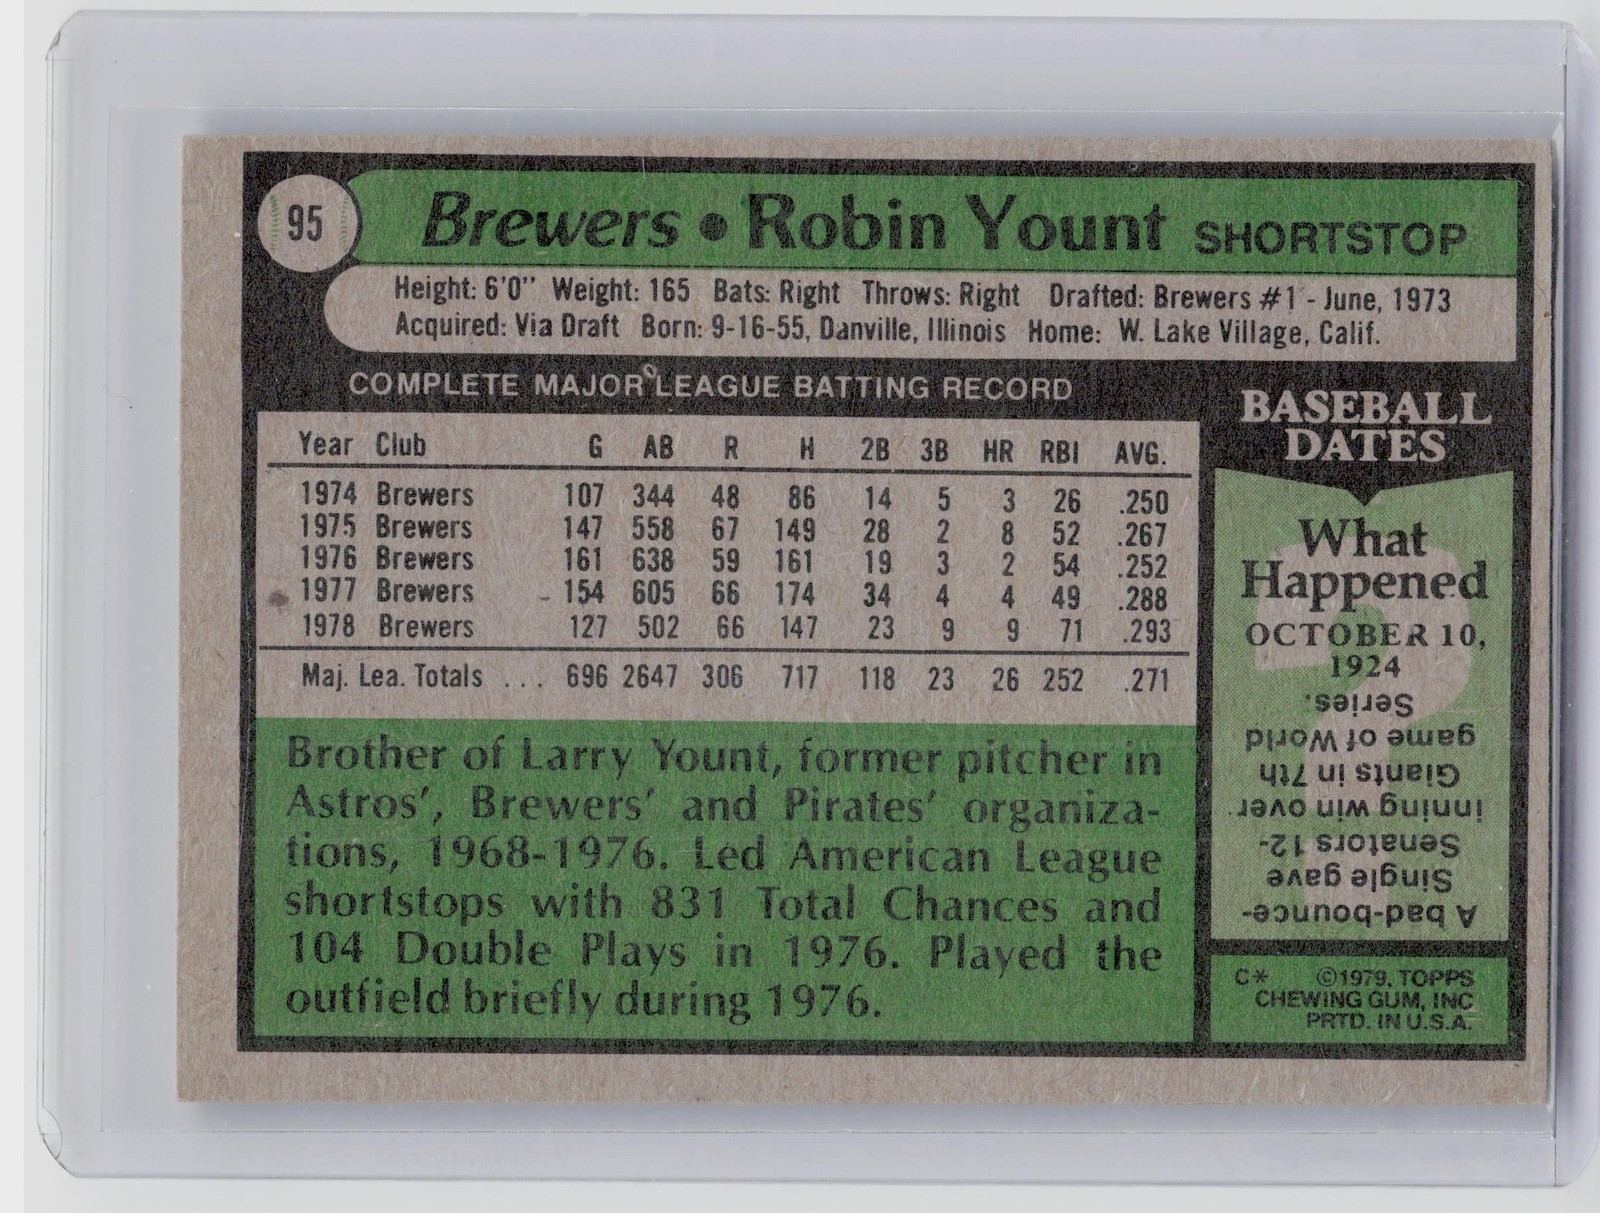 95 Brewers • Robin Yount SHORTSTOP
Height: 6'0" Weight: 165 Bats: Right Throws: Right Drafted: Brewers #1 - June, 1973
Acquired: Via Draft Born: 9-16-55, Danville, Illinois Home: W. Lake Village, Calif.
COMPLETE MAJOR LEAGUE BATTING RECORD
Year Club G AB R H 2B 3B HR RBI AVG.
1974 Brewers 107 344 48 86 14 5 3 26 .250
1975 Brewers 147 558 67 149 28 2 8 52 .267
1976 Brewers 161 638 59 161 19 3 2 54 .252
1977 Brewers 154 605 66 174 34 4 4 49 .288
1978 Brewers 127 502 66 147 23 9 9 71 .293
Maj. Lea. Totals ... 696 2647 306 717 118 23 26 252 .271
Brother of Larry Yount, former pitcher in
Astros', Brewers' and Pirates' organiza-
tions, 1968-1976. Led American League
shortstops with 831 Total Chances and
104 Double Plays in 1976. Played the
outfield briefly during 1976.
BASEBALL
DATES
What
Happened
OCTOBER 10,
1924
A bad-bounce-
Single gave
Senators 12-
inning win over
Giants in 7th
game of World
Series.
C* ©1979, TOPPS
CHEWING GUM, INC
PRTD. IN U.S.A.